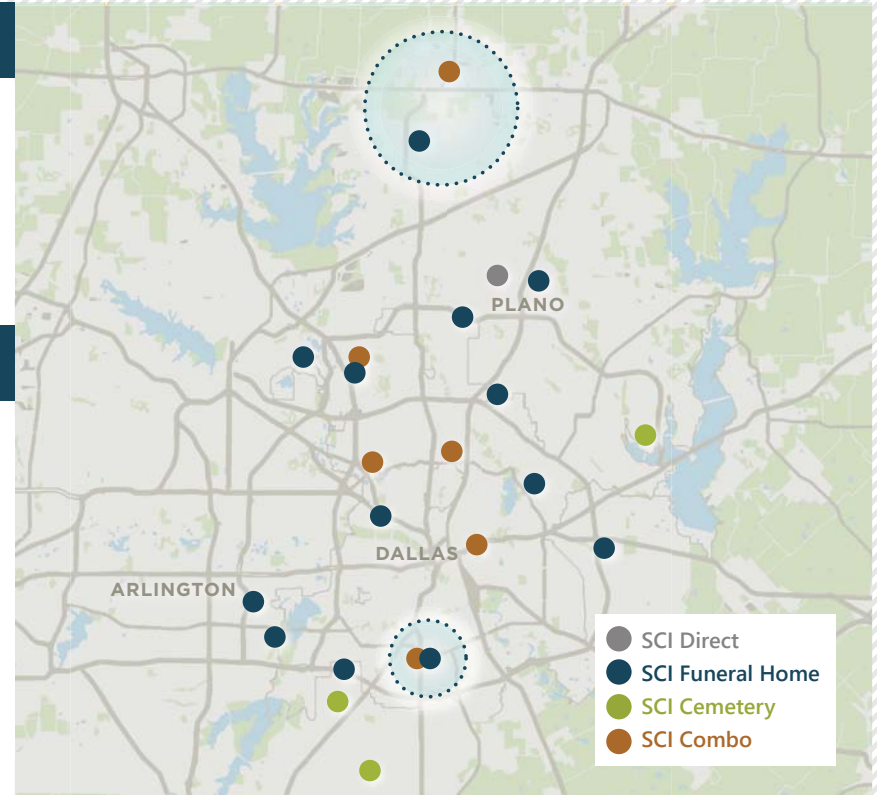 PLANO
DALLAS
ARLINGTON
SCI Direct
SCI Funeral Home
SCI Cemetery
SCI Combo